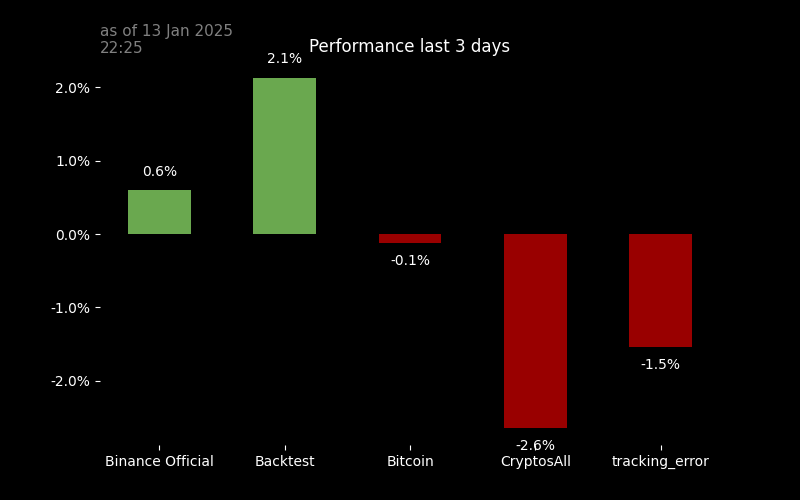 as of 13 Jan 2025
22:25
Performance last 3 days
2.1%
2.0%
1.0%
0.6%
0.0%
-0.1%
-1.0%
-1.5%
-2.0%
-2.6%
Binance Official
Backtest
Bitcoin
CryptosAll
tracking_error